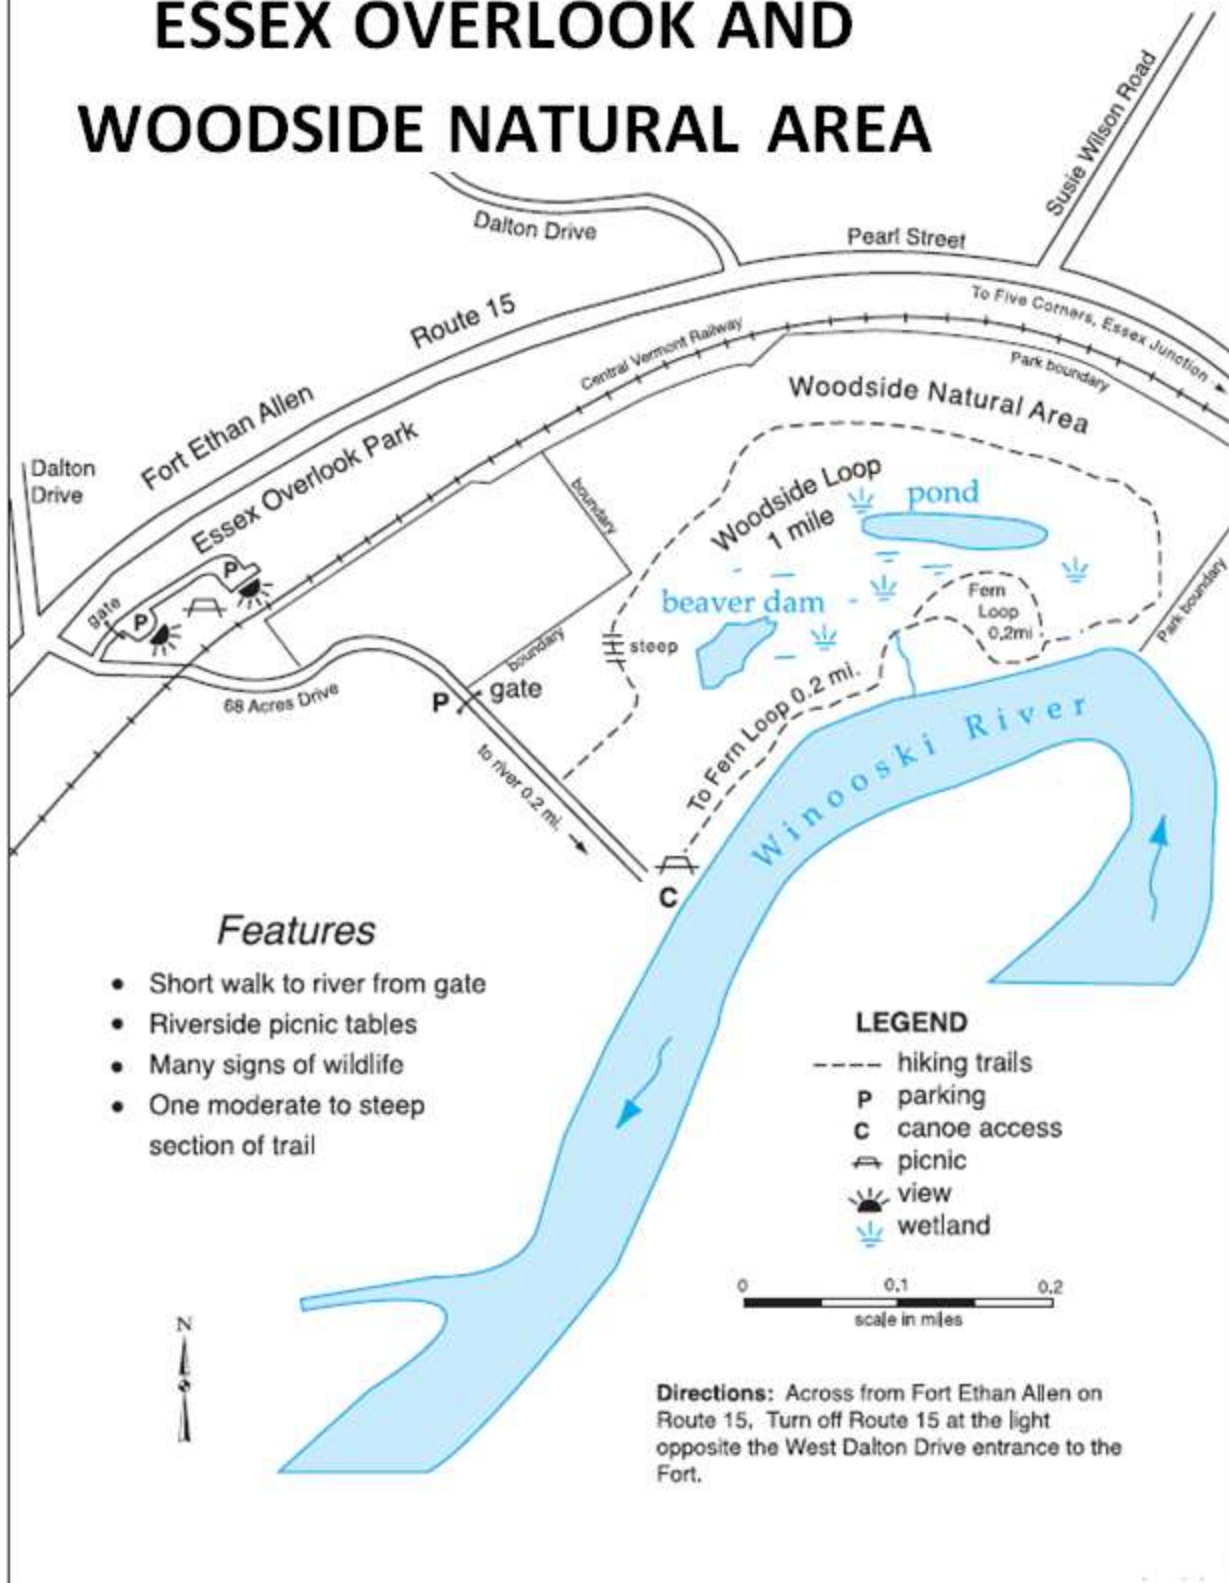 ESSEX OVERLOOK AND
WOODSIDE NATURAL AREA
Susie Wilson Road
Dalton Drive
Pearl Street
Route 15
To Five Corners, Essex Junction
Central Vermont Railway
Park boundary
Woodside Natural Area
Fort Ethan Allen
Essex Overlook Park
Dalton
Drive
boundary
Woodside Loop
1 mile
pond
P
gate
P
beaver dam
Fern
Loop
0.2mi
Park boundary
steep
boundary
68 Acres Drive
P
gate
To Fern Loop 0.2 mi.
Winooski River
to river 0.2 mi.
C
Features
• Short walk to river from gate
• Riverside picnic tables
• Many signs of wildlife
• One moderate to steep
section of trail
LEGEND
hiking trails
P parking
C canoe access
picnic
view
wetland
0 0.1 0.2
scale in miles
N
Directions: Across from Fort Ethan Allen on
Route 15. Turn off Route 15 at the light
opposite the West Dalton Drive entrance to the
Fort.